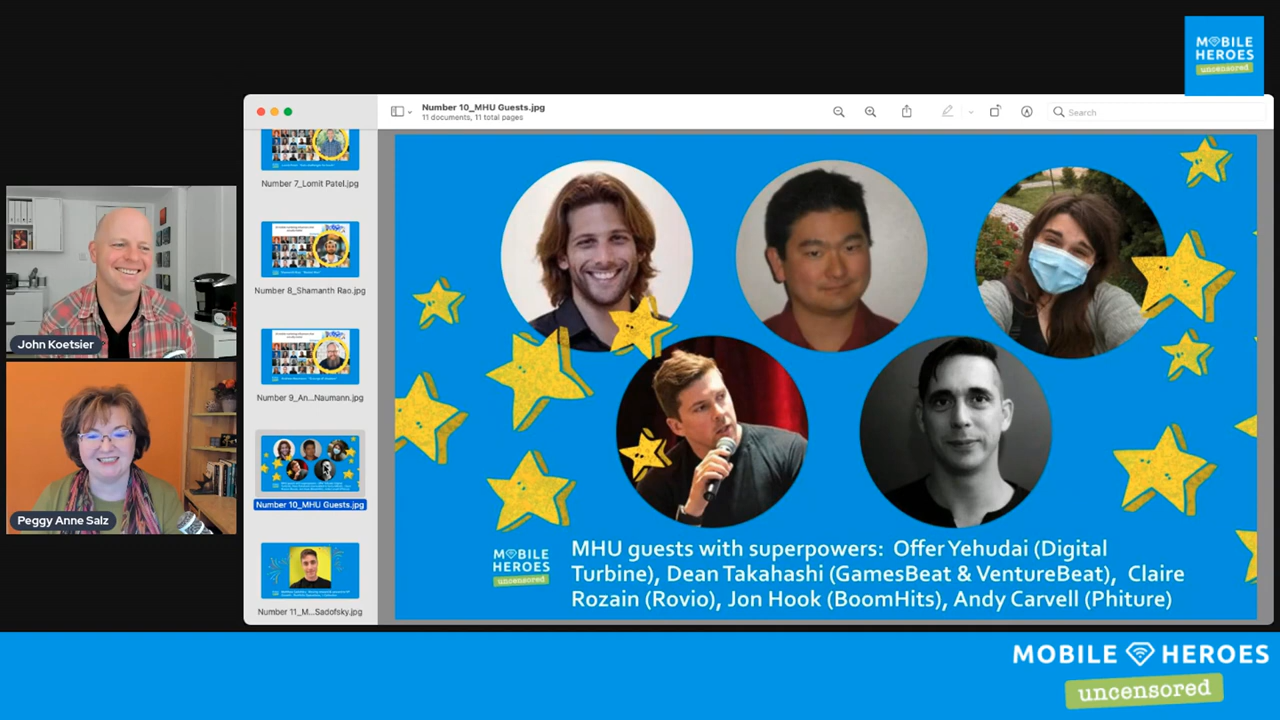 MOBILE
HEROES
uncensored
Number 10_MHU Guests.jpg
11 documents, 11 total pages
Search
Number 7_Lomit Patel.jpg
Number 8_Shamanth Rao.jpg
Number 9_An...Naumann.jpg
Number 10_MHU Guests.jpg
Number 11_M...Sadofsky.jpg
John Koetsier
Peggy Anne Salz
MOBILE
HEROES
uncensored
MHU guests with superpowers: Offer Yehudai (Digital
Turbine), Dean Takahashi (GamesBeat & VentureBeat), Claire
Rozain (Rovio), Jon Hook (BoomHits), Andy Carvell (Phiture)
MOBILE HEROES
uncensored